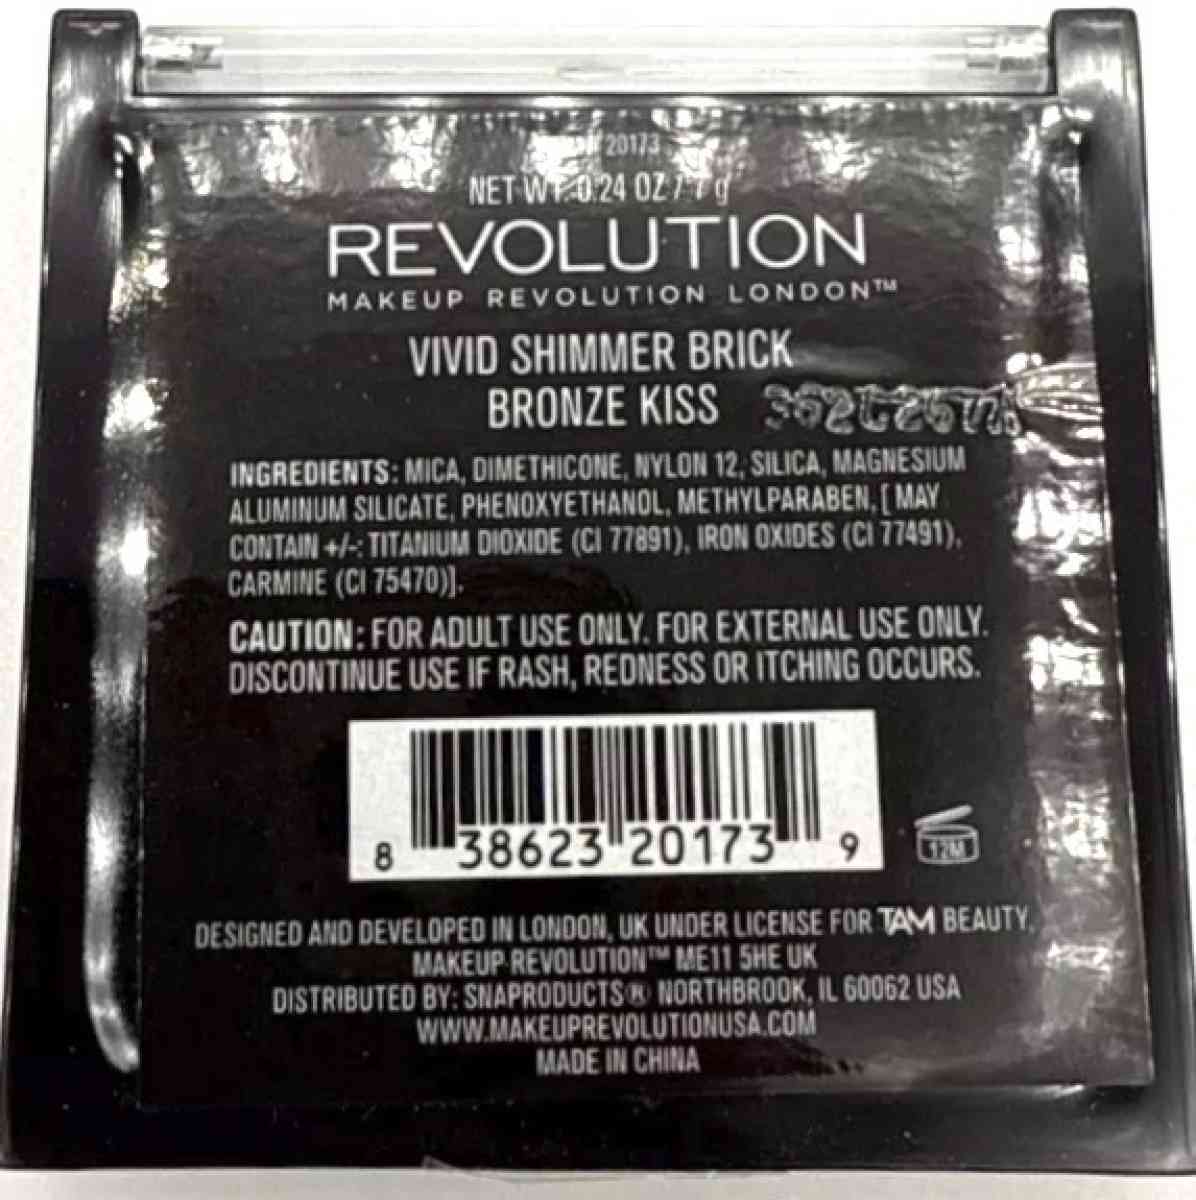 20173
NET WT. 0.24 OZ / 7 g
REVOLUTION
MAKEUP REVOLUTION LONDON™
VIVID SHIMMER BRICK
BRONZE KISS
INGREDIENTS: MICA, DIMETHICONE, NYLON 12, SILICA, MAGNESIUM
ALUMINUM SILICATE, PHENOXYETHANOL, METHYLPARABEN, [ MAY
CONTAIN +/-: TITANIUM DIOXIDE (CI 77891), IRON OXIDES (CI 77491),
CARMINE (CI 75470)].
CAUTION: FOR ADULT USE ONLY. FOR EXTERNAL USE ONLY.
DISCONTINUE USE IF RASH, REDNESS OR ITCHING OCCURS.
8 38623 20173 9
12M
DESIGNED AND DEVELOPED IN LONDON, UK UNDER LICENSE FOR TAM BEAUTY.
MAKEUP REVOLUTION™ ME11 5HE UK
DISTRIBUTED BY: SNAPRODUCTS® NORTHBROOK, IL 60062 USA
WWW.MAKEUPREVOLUTIONUSA.COM
MADE IN CHINA